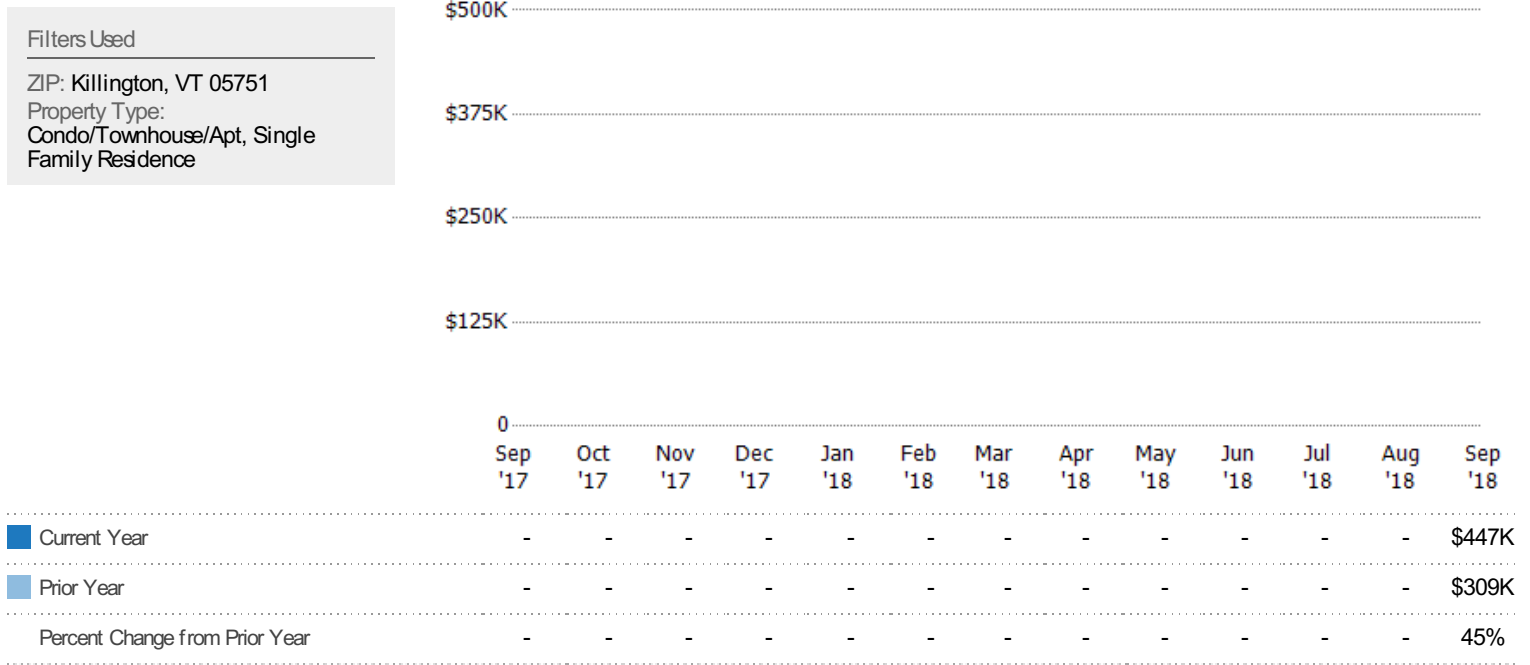 Filters Used
ZIP: Killington, VT 05751
Property Type:
Condo/Townhouse/Apt, Single
Family Residence
$500K
$375K
$250K
$125K
0
Sep Oct Nov Dec Jan Feb Mar Apr May Jun Jul Aug Sep
'17 '17 '17 '17 '18 '18 '18 '18 '18 '18 '18 '18 '18
Current Year - - - - - - - - - - - - $447K
Prior Year - - - - - - - - - - - - $309K
Percent Change from Prior Year - - - - - - - - - - - - 45%